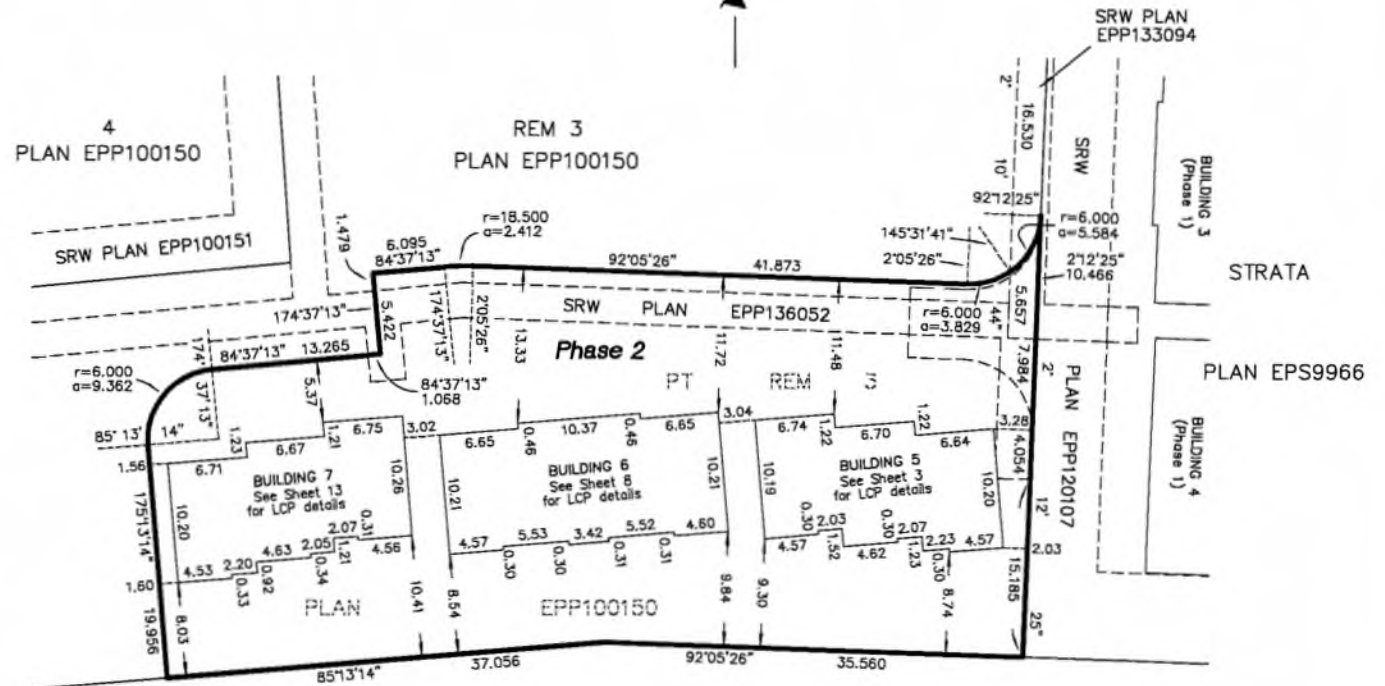 SRW PLAN
EPP133094
4
PLAN EPP100150
REM 3
PLAN EPP100150
2°
16.530
10'
SRW
BUILDING 3
(Phase 1)
92°12'25"
r=6.000
a=5.584
145°31'41"
2°05'26"
2°12'25"
10.466
STRATA
SRW PLAN EPP100151
1.479
6.095
84°37'13"
r=18.500
a=2.412
92°05'26"
41.873
174°37'13"
5.422
174°37'13"
2°05'26"
SRW PLAN EPP136052
r=6.000
a=3.829
44"
5.657
7.984
2°
PLAN EPP120107
PLAN EPS9966
BUILDING 4
(Phase 1)
r=6.000
a=9.362
174°
37'13"
84°37'13"
13.265
84°37'13"
1.068
13.33
Phase 2
11.72
11.48
PT REM
5.37
85°13'
14"
1.23
6.67
1.21
6.75
3.02
6.65
0.46
10.37
0.46
3.04
6.74
1.22
6.70
1.22
6.64
3.28
4.054
1.56
6.71
BUILDING 7
See Sheet 13
for LCP details
10.20
10.26
10.21
BUILDING 6
See Sheet 8
for LCP details
10.21
10.19
BUILDING 5
See Sheet 3
for LCP details
10.20
12'
175°13'14"
1.60
19.956
4.53
2.20
0.33
0.92
4.63
2.05
0.34
2.07
1.21
0.31
4.56
4.57
0.30
5.53
0.30
3.42
0.31
5.52
0.31
4.60
4.57
0.30
2.03
1.52
4.62
0.30
2.07
1.23
2.23
0.30
4.57
2.03
15.185
25"
8.03
PLAN
10.41
8.54
EPP100150
9.84
9.30
8.74
85°13'14"
37.056
92°05'26"
35.560